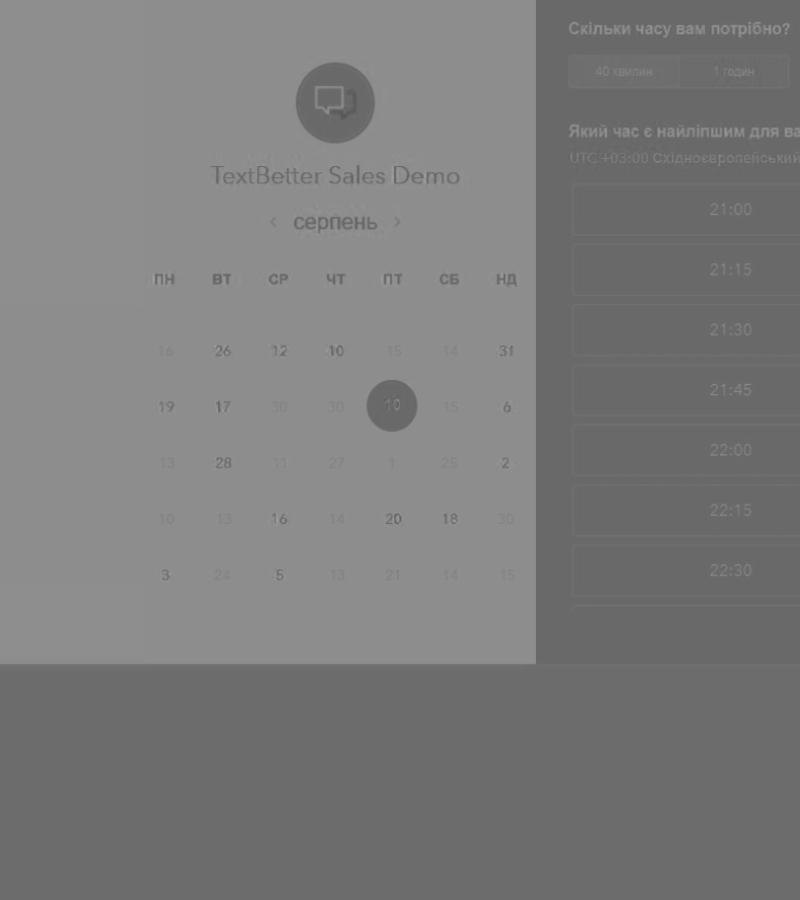 TextBetter Sales Demo
серпень
ПН ВТ СР ЧТ ПТ СБ НД
16 26 12 10 15 14 31
19 17 30 30 10 15 6
13 28 11 27 1 25 2
10 13 16 14 20 18 30
3 24 5 13 21 14 15
Скільки часу вам потрібно?
40 хвилин 1 годин
Який час є найліпшим для ва
UTC +03:00 Східноєвропейський
21:00
21:15
21:30
21:45
22:00
22:15
22:30